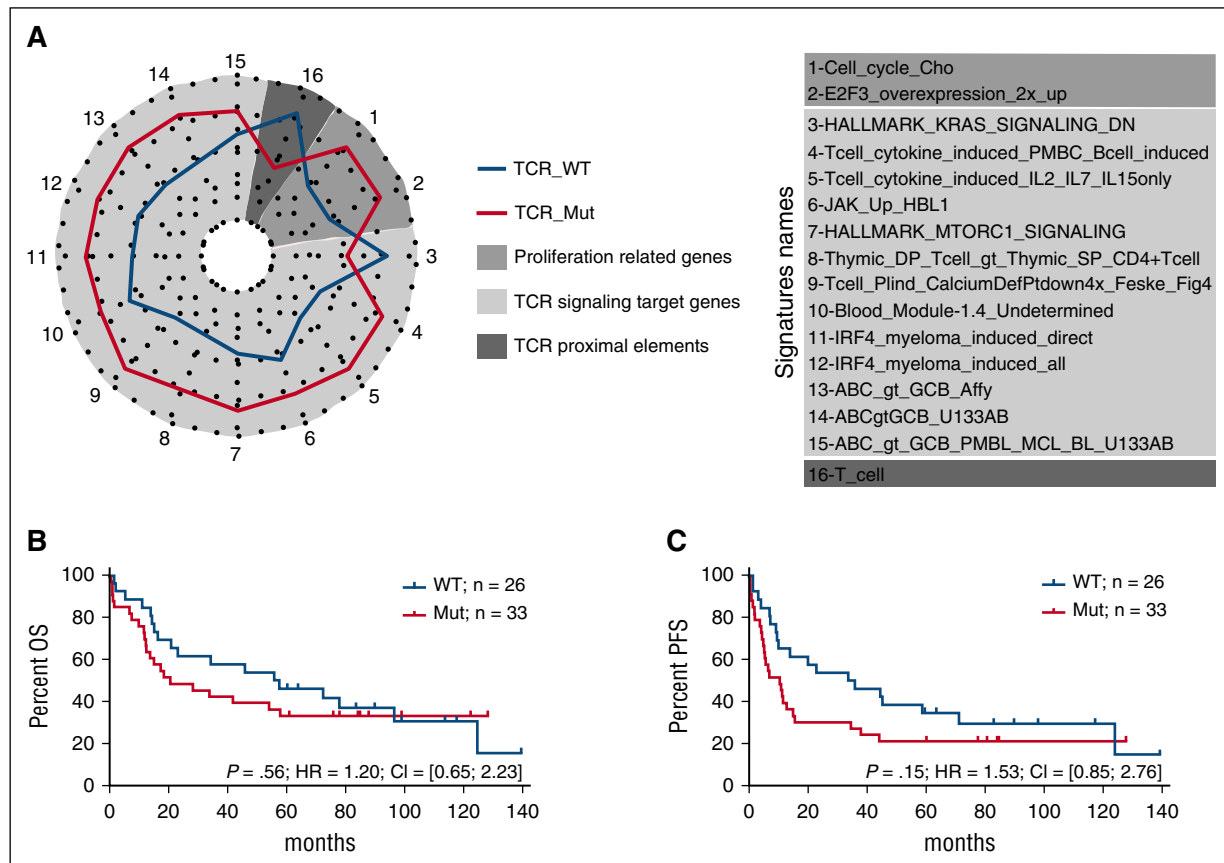 A
15
16
1
2
3
4
5
6
7
8
9
10
11
12
13
14
TCR_WT
TCR_Mut
Proliferation related genes
TCR signaling target genes
TCR proximal elements
Signatures names
1-Cell_cycle_Cho
2-E2F3_overexpression_2x_up
3-HALLMARK_KRAS_SIGNALING_DN
4-Tcell_cytokine_induced_PMBC_Bcell_induced
5-Tcell_cytokine_induced_IL2_IL7_IL15only
6-JAK_Up_HBL1
7-HALLMARK_MTORC1_SIGNALING
8-Thymic_DP_Tcell_gt_Thymic_SP_CD4+Tcell
9-Tcell_PIind_CalciumDefPtdown4x_Feske_Fig4
10-Blood_Module-1.4_Undetermined
11-IRF4_myeloma_induced_direct
12-IRF4_myeloma_induced_all
13-ABC_gt_GCB_Affy
14-ABCgtGCB_U133AB
15-ABC_gt_GCB_PMBL_MCL_BL_U133AB
16-T_cell
B
Percent OS
100
80
60
40
20
0
WT; n = 26
Mut; n = 33
P = .56; HR = 1.20; CI = [0.65; 2.23]
0 20 40 60 80 100 120 140
months
C
Percent PFS
100
80
60
40
20
0
WT; n = 26
Mut; n = 33
P = .15; HR = 1.53; CI = [0.85; 2.76]
0 20 40 60 80 100 120 140
months